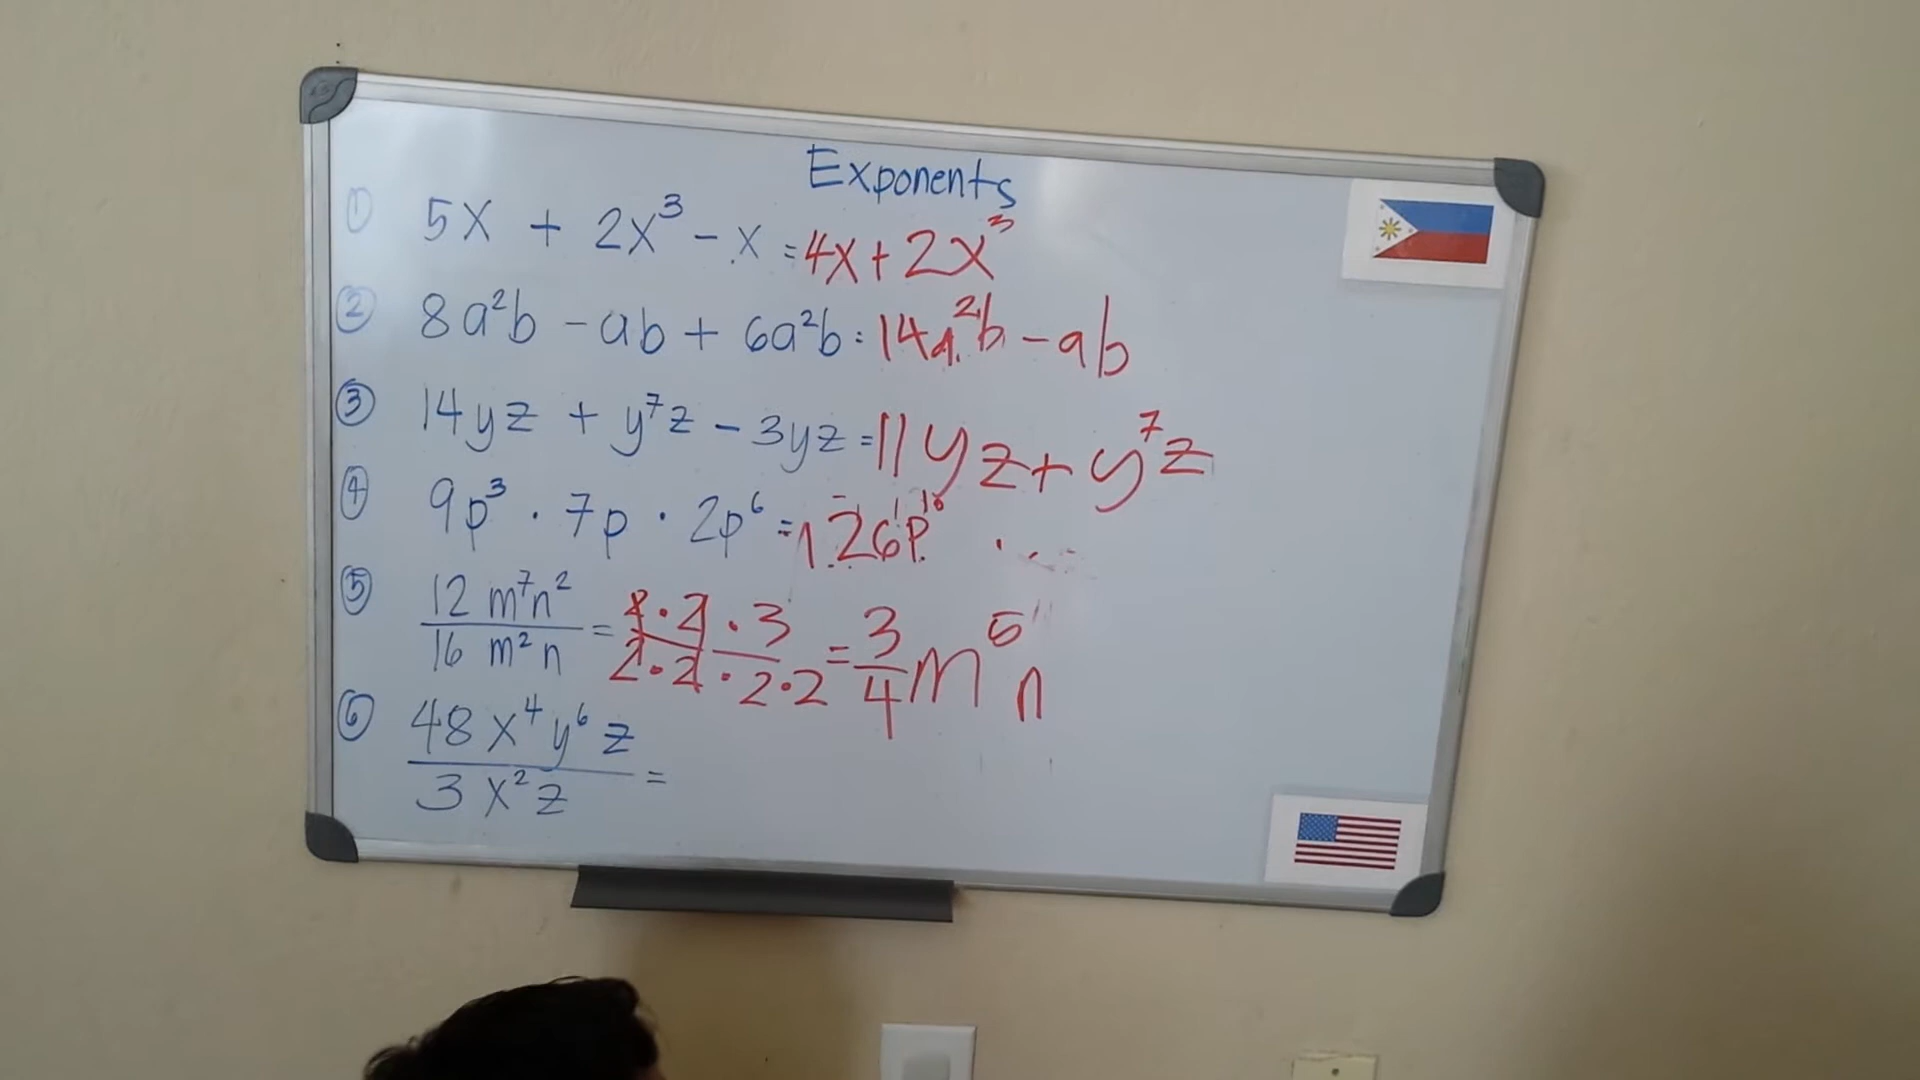 Exponents
① 5x + 2x³ - x = 4x + 2x³
② 8a²b - ab + 6a²b = 14a²b - ab
③ 14yz + y⁷z - 3yz = 11yz + y⁷z
④ 9p³ · 7p · 2p⁶ = 126p¹⁰
⑤ 12 m⁷n² / 16 m²n = 2·2·3 / 2·2·2·2 = 3/4 m⁵n
⑥ 48x⁴y⁶z / 3x²z =